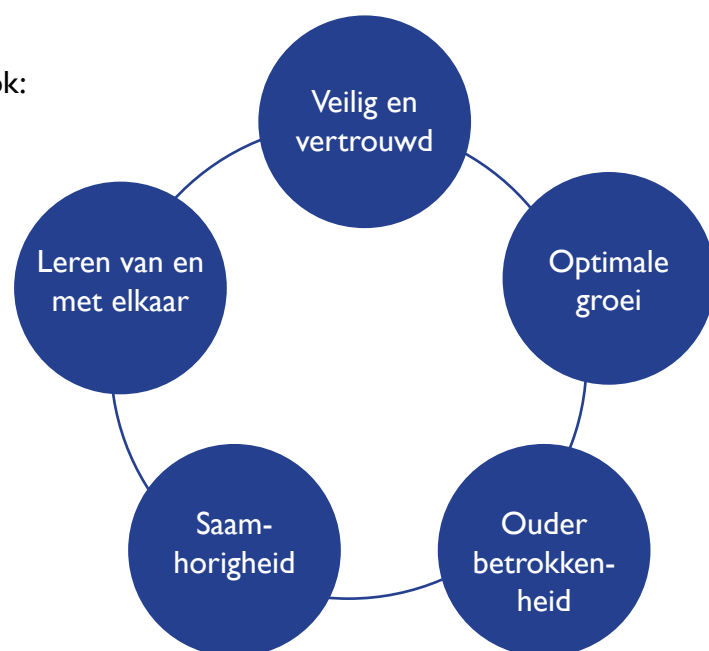 ok:
Veilig en
vertrouwd
Optimale
groei
Ouder
betrokken-
heid
Saam-
horigheid
Leren van en
met elkaar